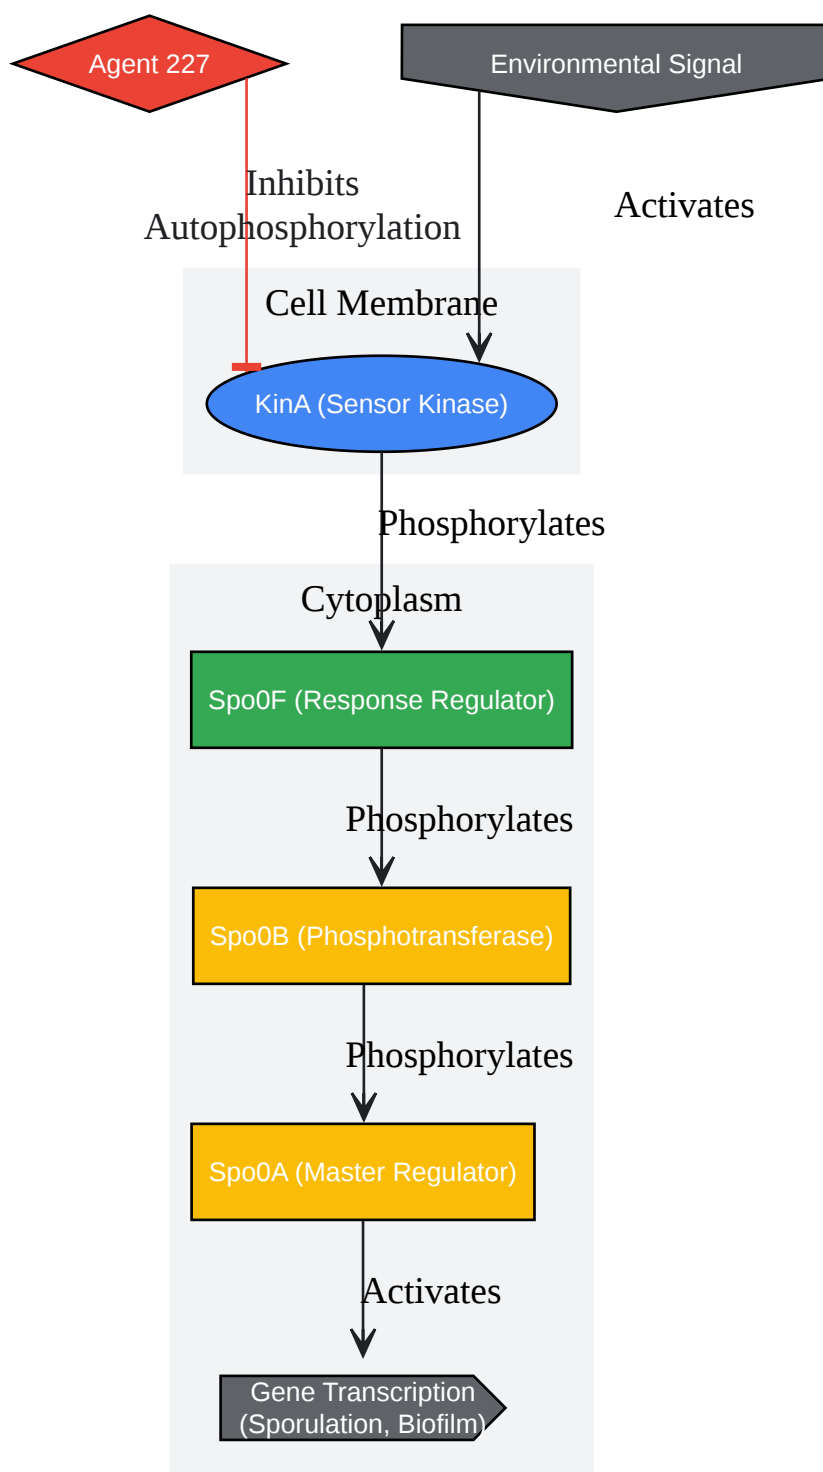 Agent 227
Environmental Signal
Inhibits
Autophosphorylation
Activates
Cell Membrane
KinA (Sensor Kinase)
Phosphorylates
Cytoplasm
Spo0F (Response Regulator)
Phosphorylates
Spo0B (Phosphotransferase)
Phosphorylates
Spo0A (Master Regulator)
Activates
Gene Transcription
(Sporulation, Biofilm)